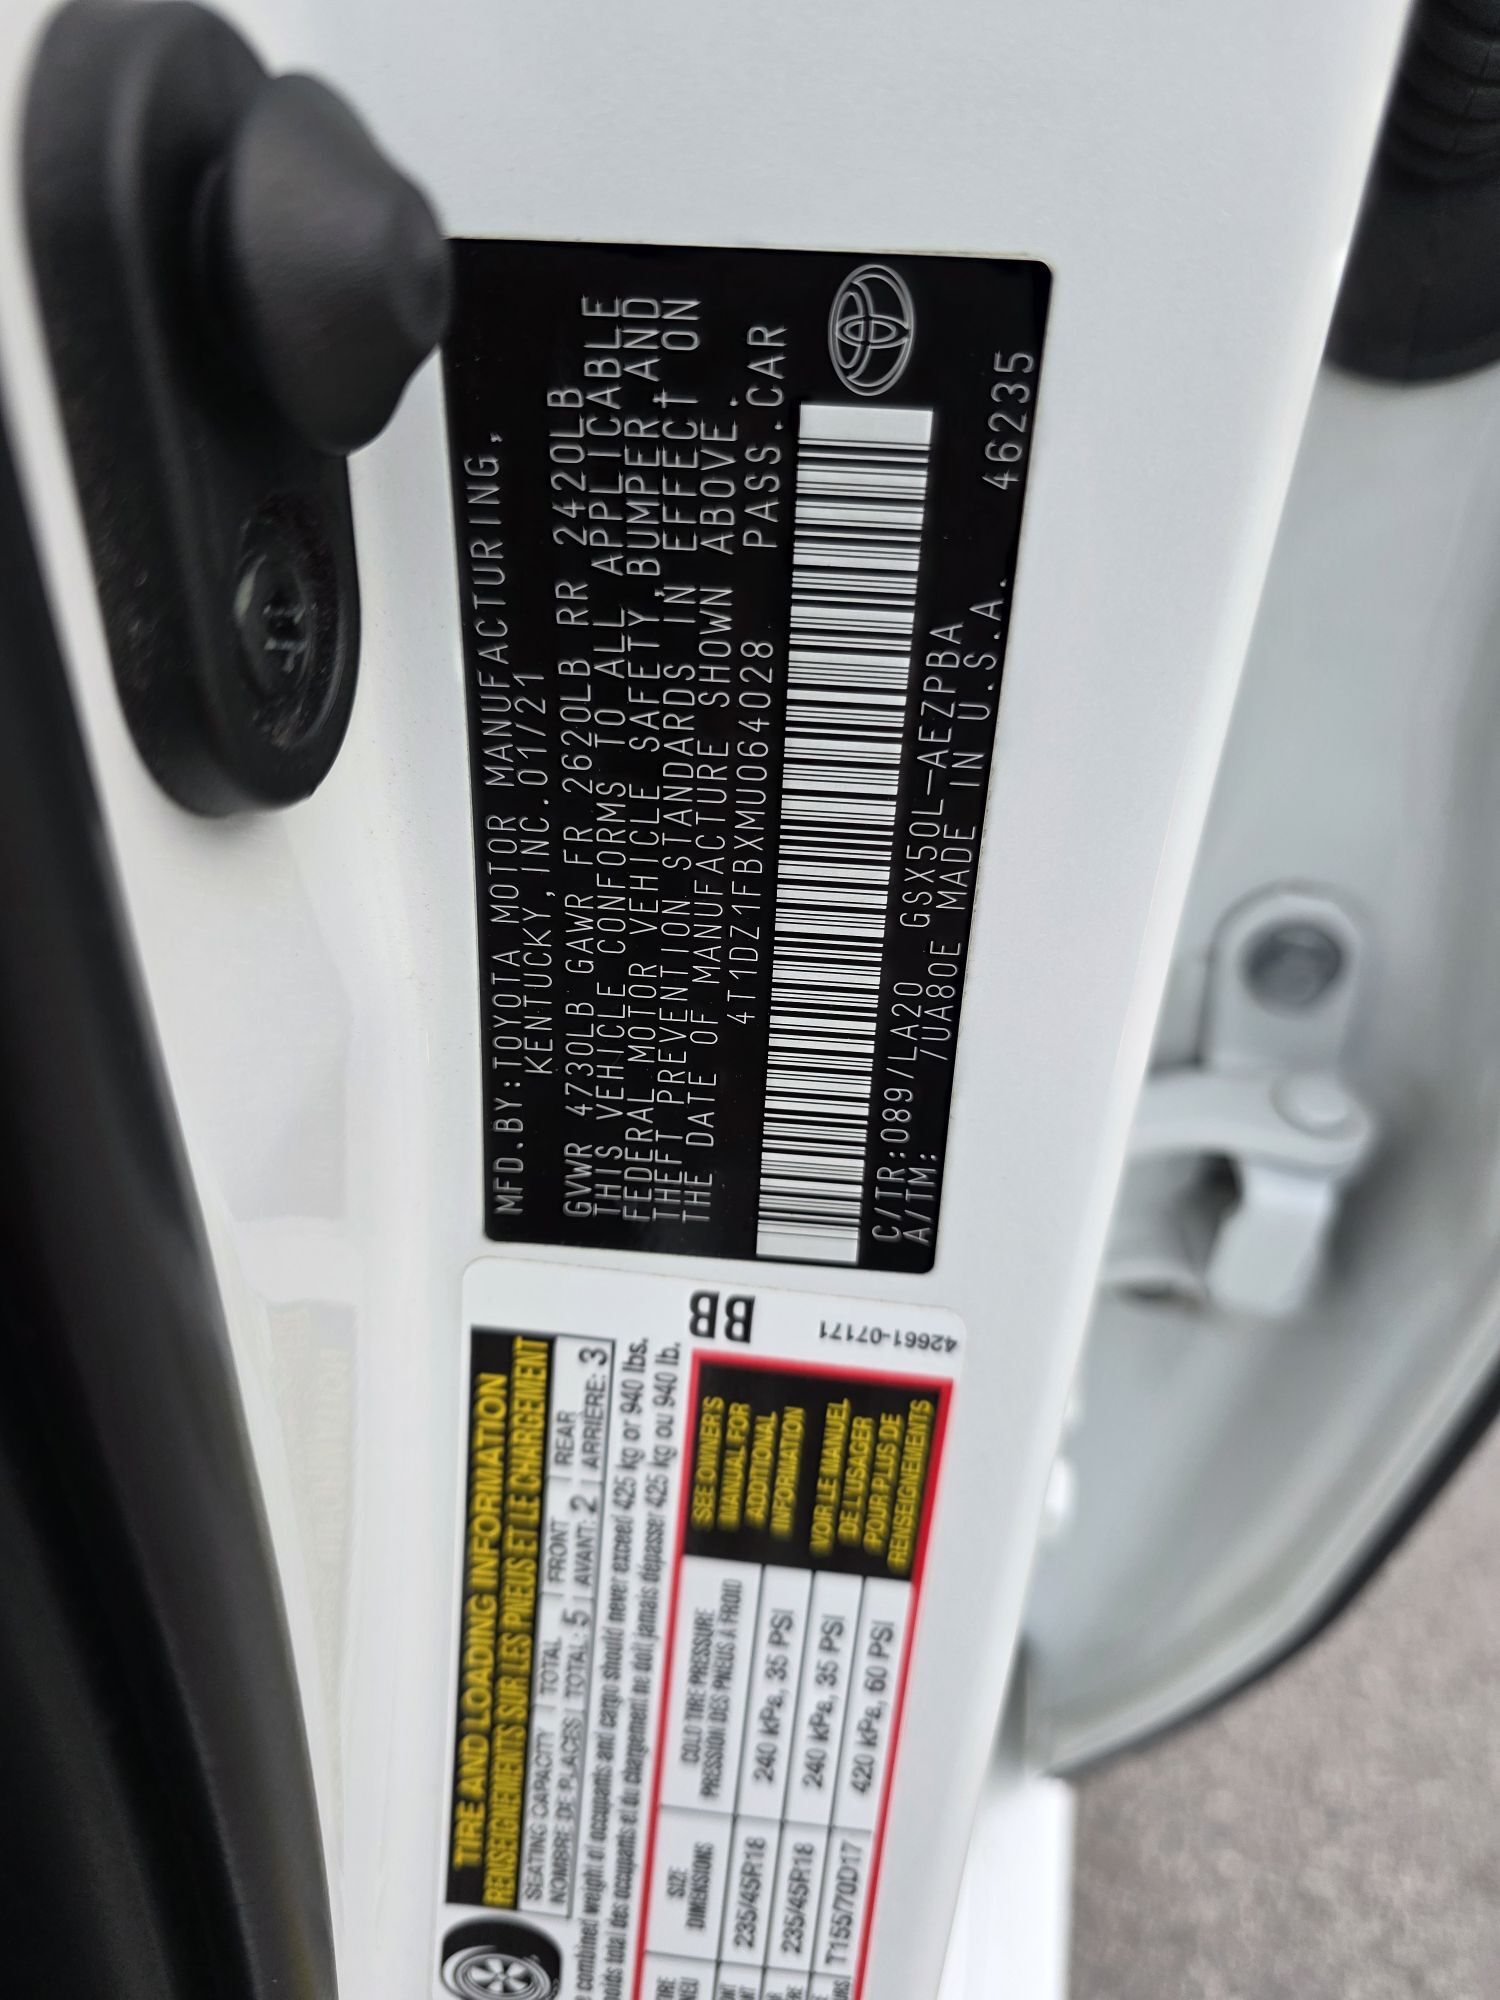 MFD.BY:TOYOTA MOTOR MANUFACTURING,
KENTUCKY, INC. 01/21
GVWR 4730LB GAWR FR 2620LB RR 2420LB
THIS VEHICLE CONFORMS TO ALL APPLICABLE
FEDERAL MOTOR VEHICLE SAFETY,BUMPER AND
THEFT PREVENTION STANDARDS IN EFFECT ON
THE DATE OF MANUFACTURE SHOWN ABOVE.
4T1DZ1FBXMU064028 PASS.CAR
C/TR:089/LA20 GSX50L-AEZPBA
A/TM: /UA80E MADE IN U.S.A. 46235
TIRE AND LOADING INFORMATION
RENSEIGNEMENTS SUR LES PNEUS ET LE CHARGEMENT
SEATING CAPACITY TOTAL FRONT REAR
NOMBRE DE PLACES TOTAL: 5 AVANT: 2 ARRIÈRE: 3
combined weight of occupants and cargo should never exceed 425 kg or 940 lbs.
poids total des occupants et du chargement ne doit jamais dépasser 425 kg ou 940 lb.
BB
42661-07171
SIZE
DIMENSIONS
COLD TIRE PRESSURE
PRESSION DES PNEUS À FROID
235/45R18 240 kPa, 35 PSI
235/45R18 240 kPa, 35 PSI
T155/70D17 420 kPa, 60 PSI
SEE OWNER'S
MANUAL FOR
ADDITIONAL
INFORMATION
VOIR LE MANUEL
DE L'USAGER
POUR PLUS DE
RENSEIGNEMENTS